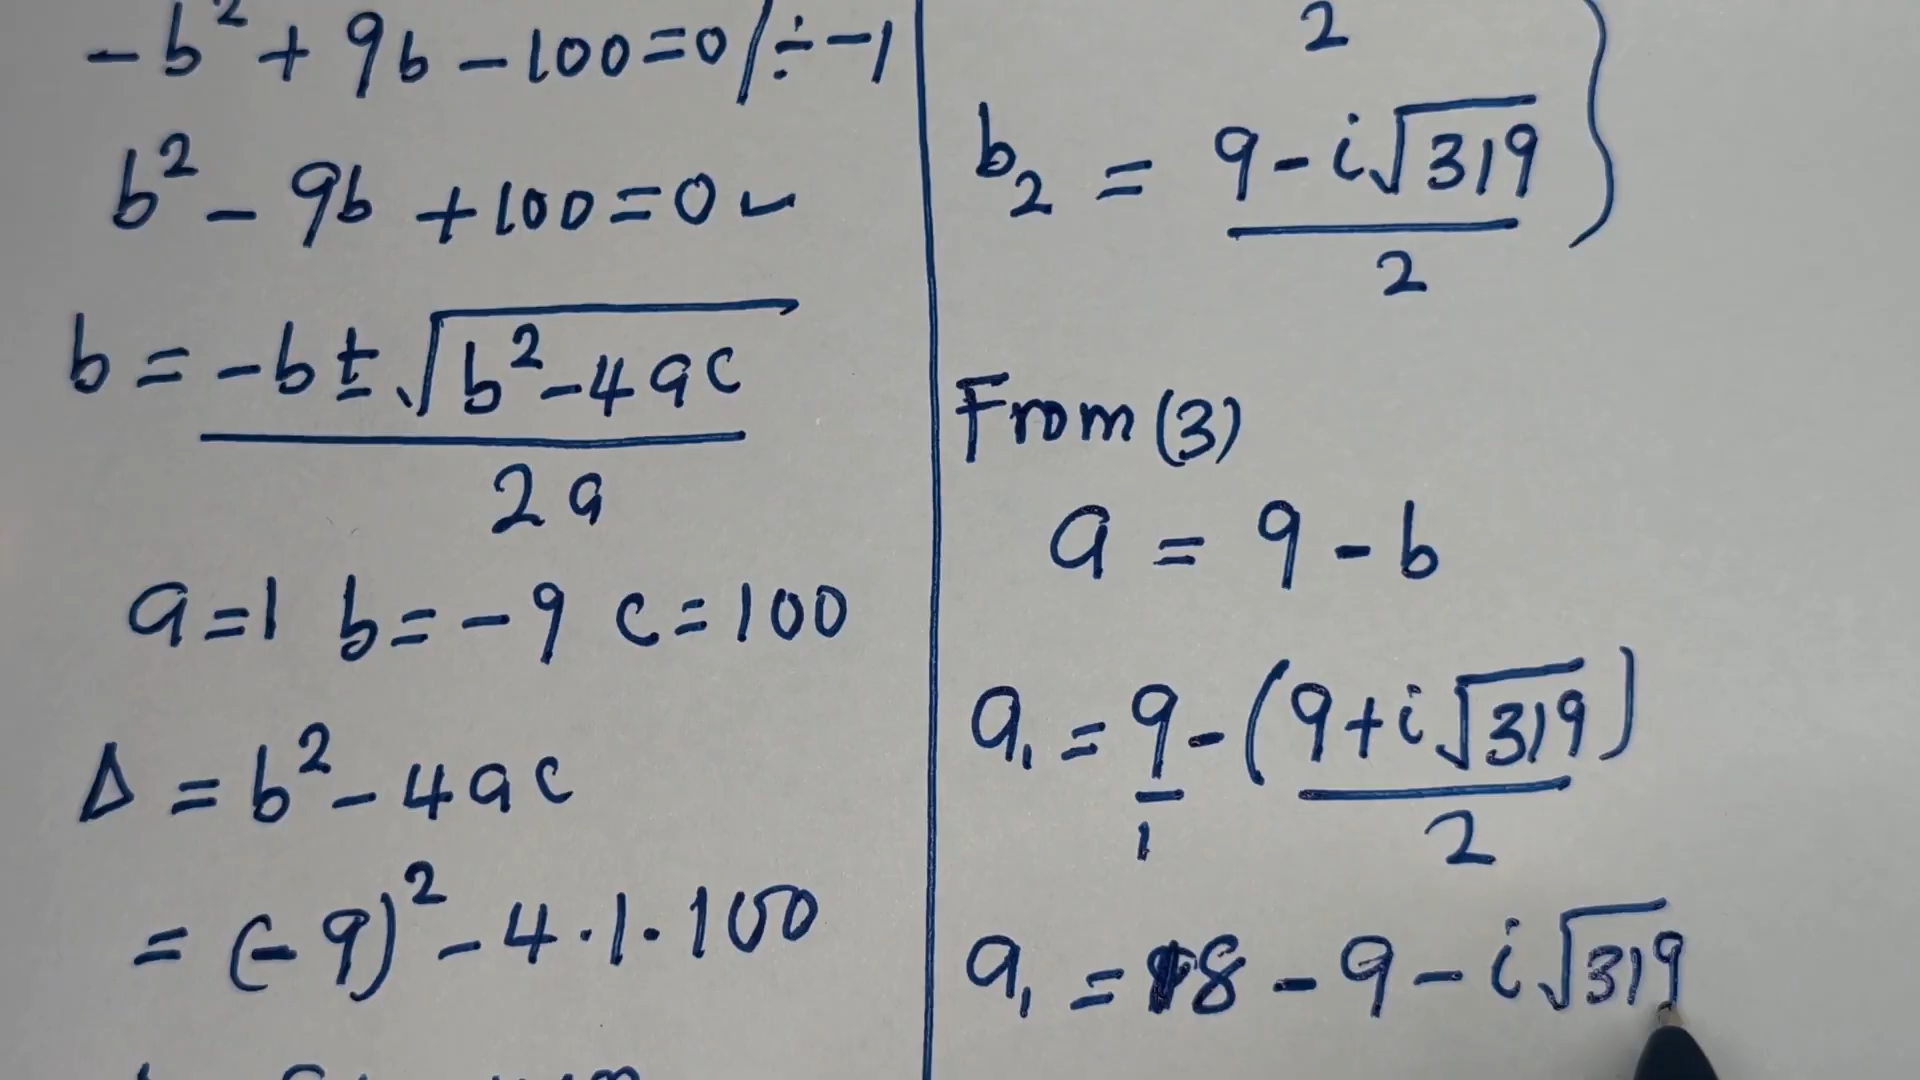 -b² + 9b - 100 = 0 / ÷ -1
b² - 9b + 100 = 0
b = -b ± √(b² - 4ac)
2a
a = 1 b = -9 c = 100
Δ = b² - 4ac
= (-9)² - 4 · 1 · 100
2
b₂ = 9 - i√319
2
From (3)
a = 9 - b
a₁ = 9 - (9 + i√319)
1 2
a₁ = 18 - 9 - i√319